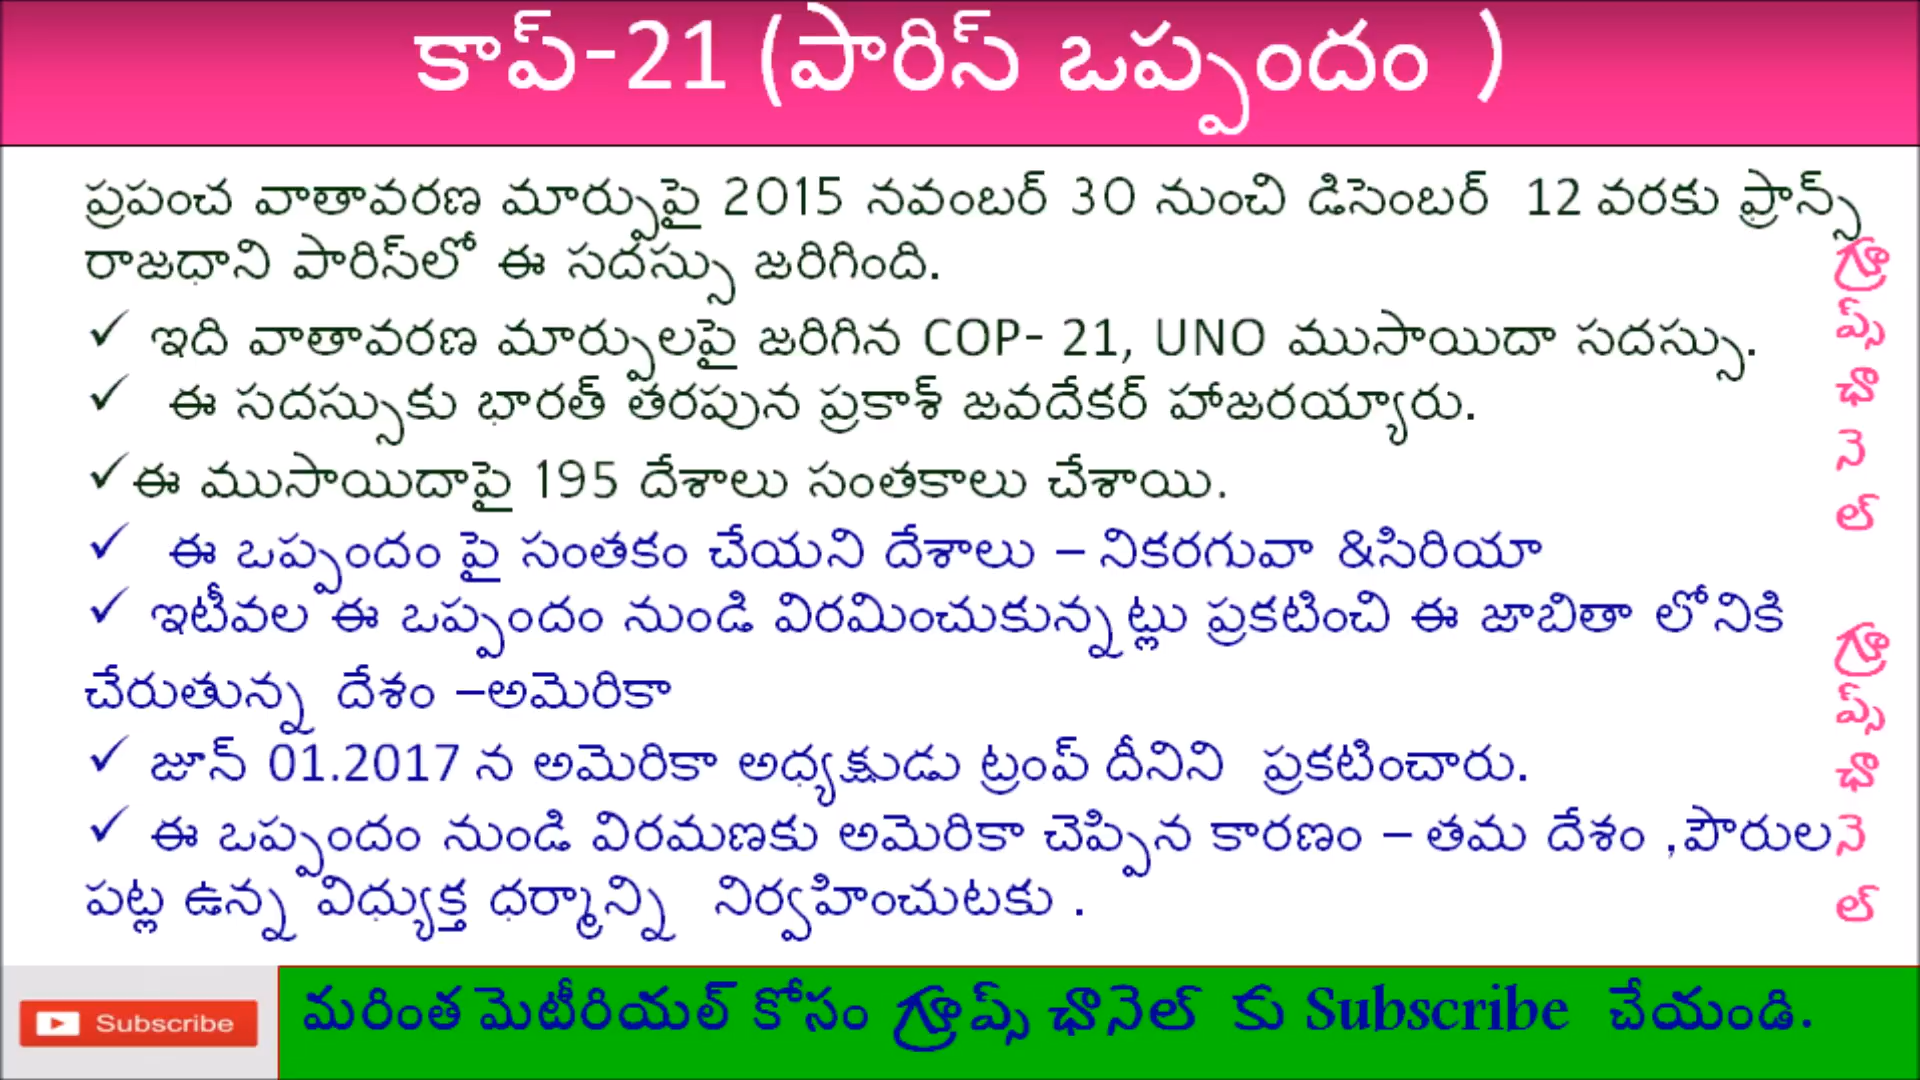 కాప్-21 (పారిస్ ఒప్పందం )
ప్రపంచ వాతావరణ మార్పుపై 2015 నవంబర్ 30 నుంచి డిసెంబర్ 12 వరకు ఫ్రాన్స్
రాజధాని పారిస్‌లో ఈ సదస్సు జరిగింది.
✓ ఇది వాతావరణ మార్పులపై జరిగిన COP- 21, UNO ముసాయిదా సదస్సు.
✓ ఈ సదస్సుకు భారత్ తరపున ప్రకాశ్ జవదేకర్ హాజరయ్యారు.
✓ఈ ముసాయిదాపై 195 దేశాలు సంతకాలు చేశాయి.
✓ ఈ ఒప్పందం పై సంతకం చేయని దేశాలు – నికరగువా &సిరియా
✓ ఇటీవల ఈ ఒప్పందం నుండి విరమించుకున్నట్లు ప్రకటించి ఈ జాబితా లోనికి
చేరుతున్న దేశం –అమెరికా
✓ జూన్ 01.2017 న అమెరికా అధ్యక్షుడు ట్రంప్ దీనిని ప్రకటించారు.
✓ ఈ ఒప్పందం నుండి విరమణకు అమెరికా చెప్పిన కారణం – తమ దేశం ,పౌరుల
పట్ల ఉన్న విద్యుక్త ధర్మాన్ని నిర్వహించుటకు .
గ్రూప్స్ ఛానెల్
గ్రూప్స్ ఛానెల్
Subscribe
మరింత మెటీరియల్ కోసం గ్రూప్స్ ఛానెల్ కు Subscribe చేయండి.